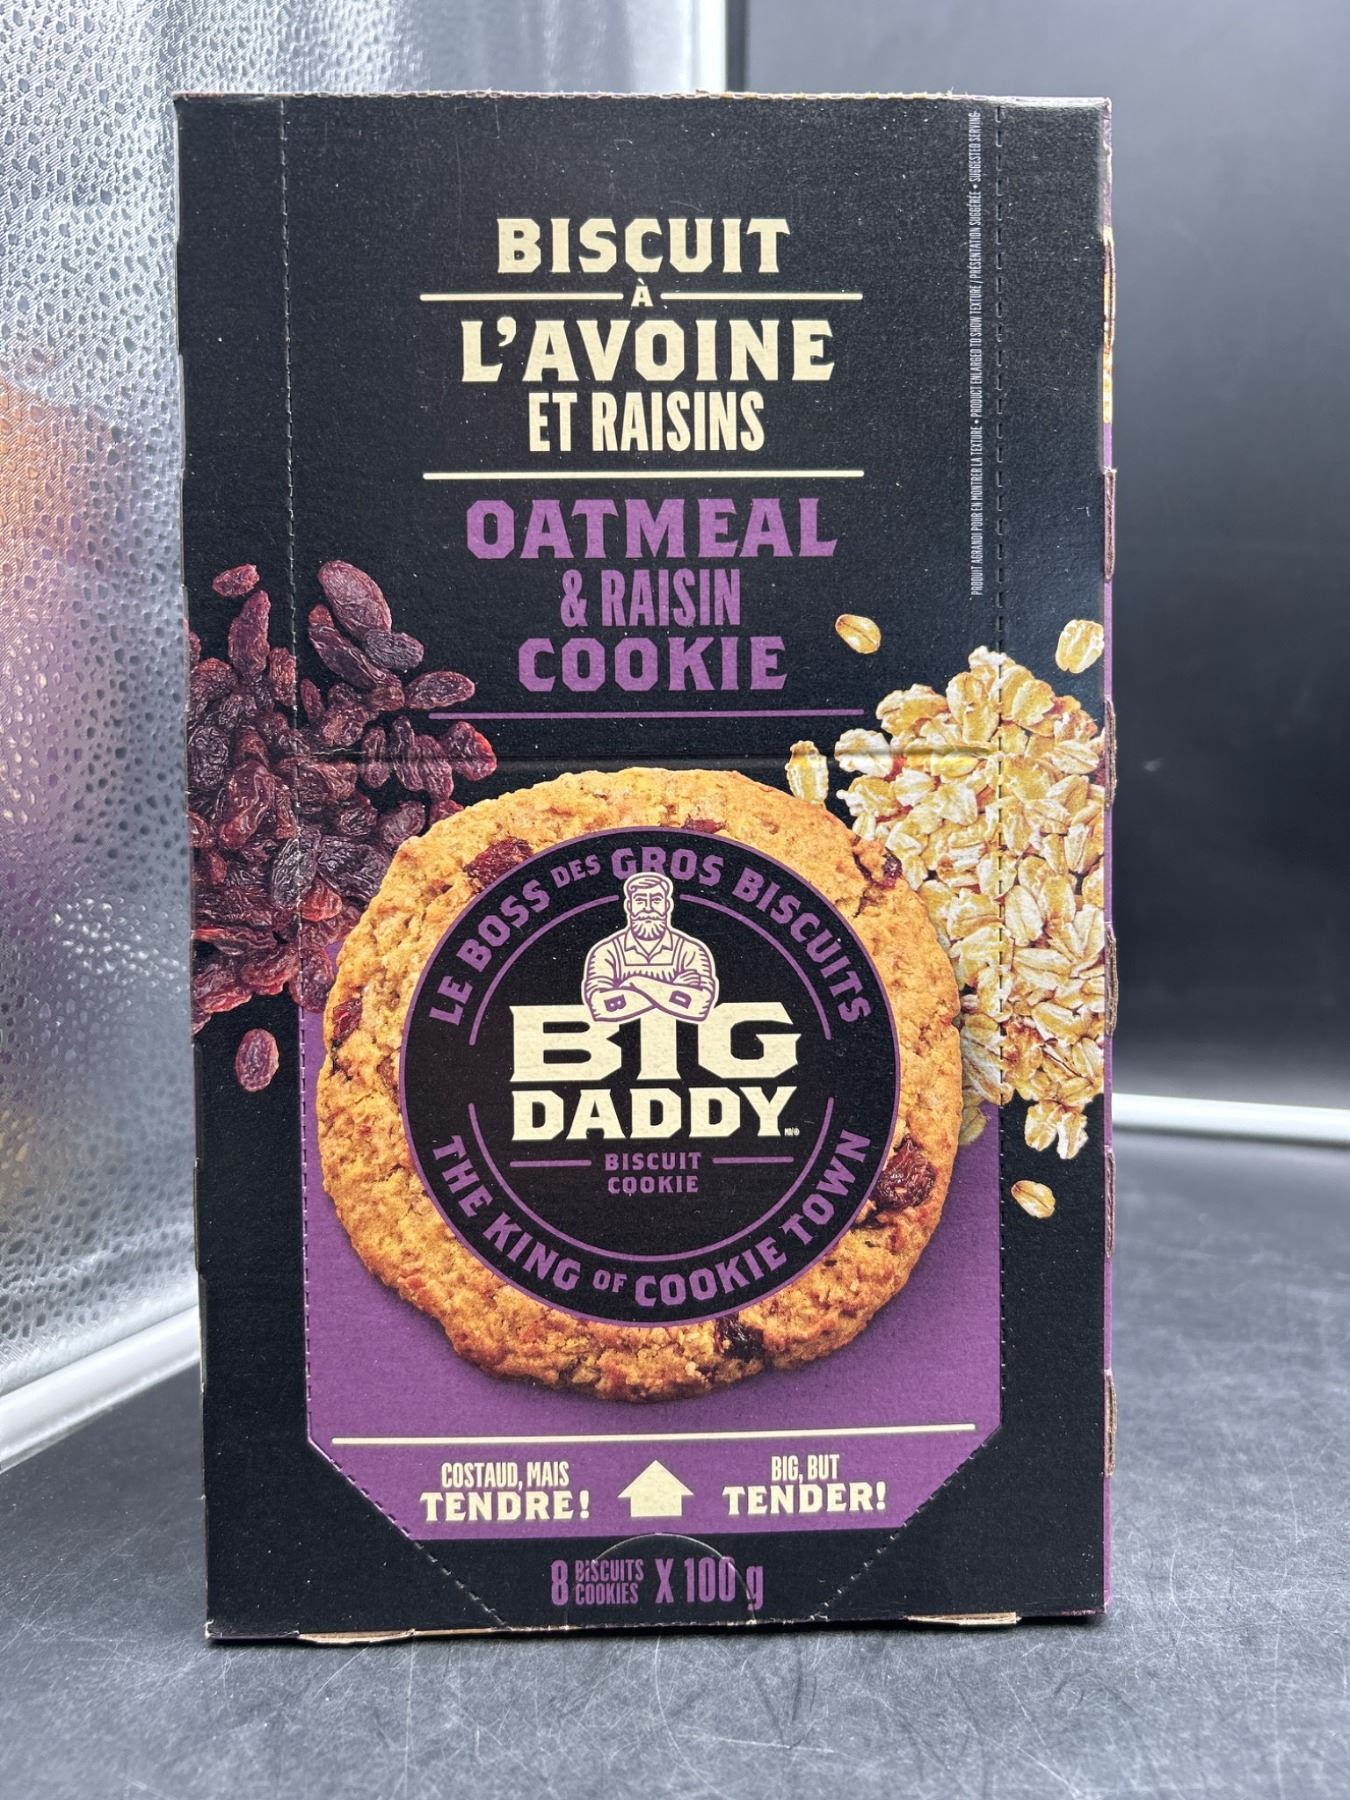 PRODUIT AGRANDI POUR EN MONTRER LA TEXTURE • PRODUCT ENLARGED TO SHOW TEXTURE / PRÉSENTATION SUGGÉRÉE • SUGGESTED SERVING
BISCUIT
À
L'AVOINE
ET RAISINS
OATMEAL
& RAISIN
COOKIE
LE BOSS DES GROS BISCUITS
B D
BIG
DADDY MD/®
BISCUIT
COOKIE
THE KING OF COOKIE TOWN
COSTAUD, MAIS
TENDRE!
BIG, BUT
TENDER!
8 BISCUITS COOKIES X 100 g